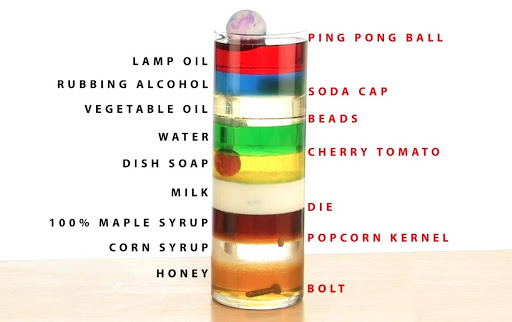 LAMP OIL
RUBBING ALCOHOL
VEGETABLE OIL
WATER
DISH SOAP
MILK
100% MAPLE SYRUP
CORN SYRUP
HONEY
PING PONG BALL
SODA CAP
BEADS
CHERRY TOMATO
DIE
POPCORN KERNEL
BOLT